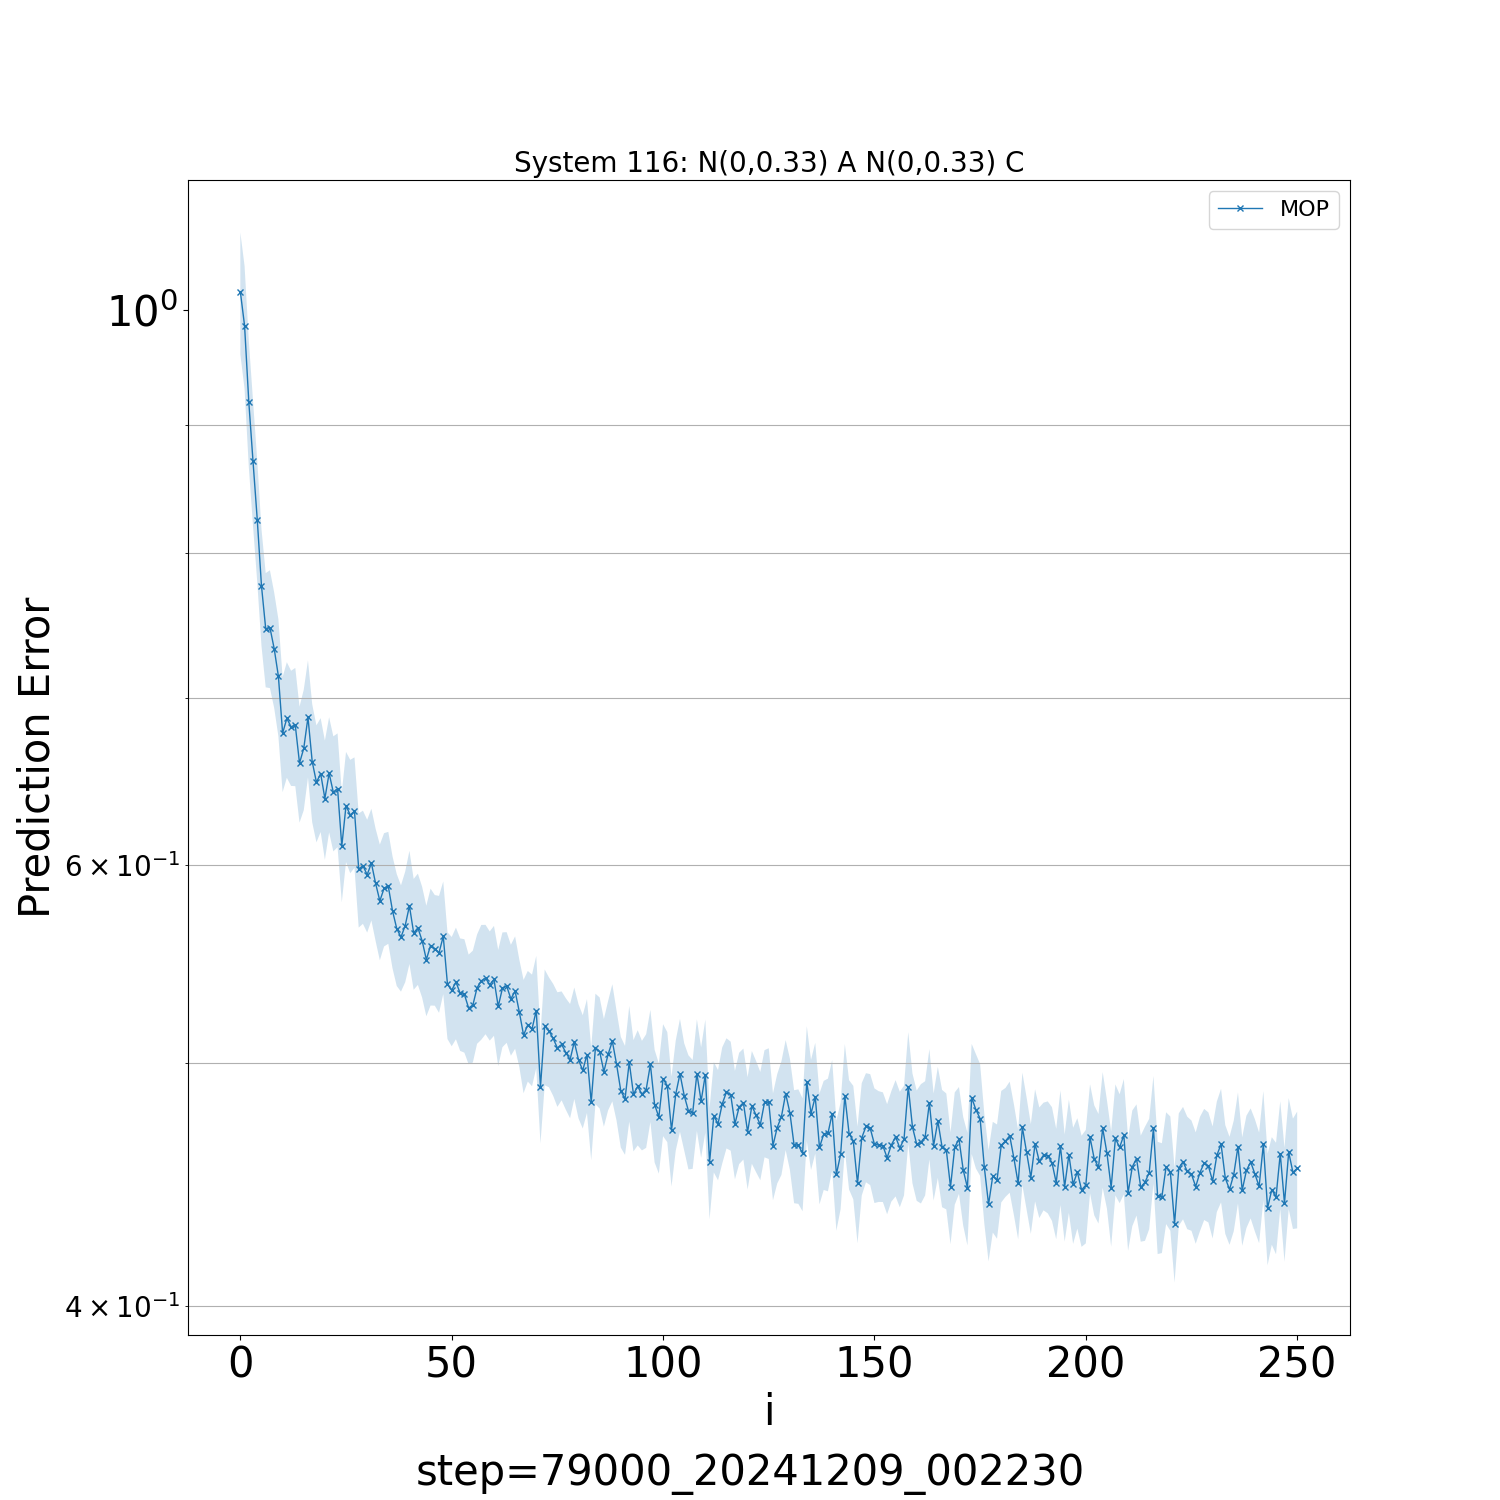 System 116: N(0,0.33) A N(0,0.33) C
MOP
10⁰
6 × 10⁻¹
4 × 10⁻¹
Prediction Error
0 50 100 150 200 250
i
step=79000_20241209_002230